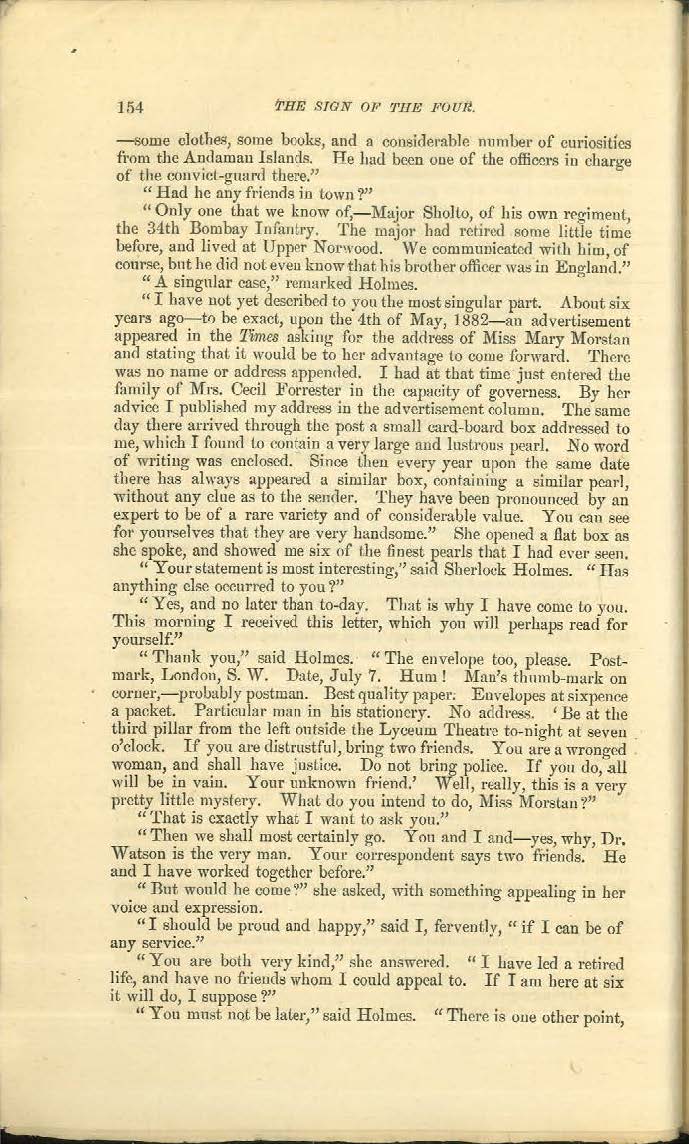 154 THE SIGN OF THE FOUR.
—some clothes, some books, and a considerable number of curiosities
from the Andaman Islands. He had been one of the officers in charge
of the convict-guard there.”
“Had he any friends in town?”
“Only one that we know of,—Major Sholto, of his own regiment,
the 34th Bombay Infantry. The major had retired some little time
before, and lived at Upper Norwood. We communicated with him, of
course, but he did not even know that his brother officer was in England.”
“A singular case,” remarked Holmes.
“I have not yet described to you the most singular part. About six
years ago—to be exact, upon the 4th of May, 1882—an advertisement
appeared in the Times asking for the address of Miss Mary Morstan
and stating that it would be to her advantage to come forward. There
was no name or address appended. I had at that time just entered the
family of Mrs. Cecil Forrester in the capacity of governess. By her
advice I published my address in the advertisement column. The same
day there arrived through the post a small card-board box addressed to
me, which I found to contain a very large and lustrous pearl. No word
of writing was enclosed. Since then every year upon the same date
there has always appeared a similar box, containing a similar pearl,
without any clue as to the sender. They have been pronounced by an
expert to be of a rare variety and of considerable value. You can see
for yourselves that they are very handsome.” She opened a flat box as
she spoke, and showed me six of the finest pearls that I had ever seen.
“Your statement is most interesting,” said Sherlock Holmes. “Has
anything else occurred to you?”
“Yes, and no later than to-day. That is why I have come to you.
This morning I received this letter, which you will perhaps read for
yourself.”
“Thank you,” said Holmes. “The envelope too, please. Post-
mark, London, S. W. Date, July 7. Hum! Man’s thumb-mark on
corner,—probably postman. Best quality paper. Envelopes at sixpence
a packet. Particular man in his stationery. No address. ‘Be at the
third pillar from the left outside the Lyceum Theatre to-night at seven
o’clock. If you are distrustful, bring two friends. You are a wronged
woman, and shall have justice. Do not bring police. If you do, all
will be in vain. Your unknown friend.’ Well, really, this is a very
pretty little mystery. What do you intend to do, Miss Morstan?”
“That is exactly what I want to ask you.”
“Then we shall most certainly go. You and I and—yes, why, Dr.
Watson is the very man. Your correspondent says two friends. He
and I have worked together before.”
“But would he come?” she asked, with something appealing in her
voice and expression.
“I should be proud and happy,” said I, fervently, “if I can be of
any service.”
“You are both very kind,” she answered. “I have led a retired
life, and have no friends whom I could appeal to. If I am here at six
it will do, I suppose?”
“You must not be later,” said Holmes. “There is one other point,